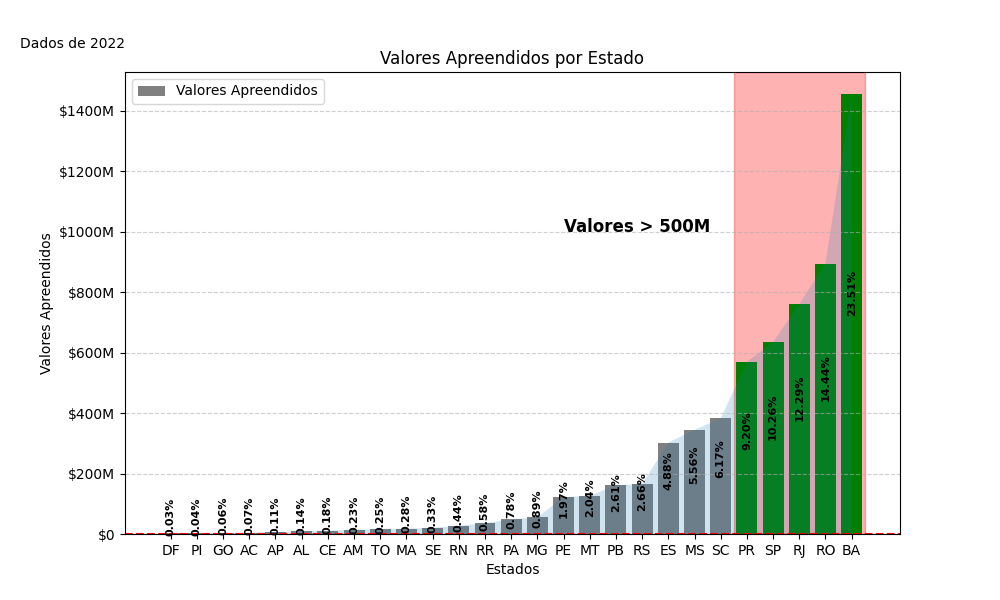 Dados de 2022
Valores Apreendidos por Estado
Valores Apreendidos
$1400M
$1200M
$1000M
$800M
$600M
$400M
$200M
$0
Valores Apreendidos
Valores > 500M
0.03%
0.04%
0.06%
0.07%
0.11%
0.14%
0.18%
0.23%
0.25%
0.28%
0.33%
0.44%
0.58%
0.78%
0.89%
1.97%
2.04%
2.61%
2.66%
4.88%
5.56%
6.17%
9.20%
10.26%
12.29%
14.44%
23.51%
DF PI GO AC AP AL CE AM TO MA SE RN RR PA MG PE MT PB RS ES MS SC PR SP RJ RO BA
Estados